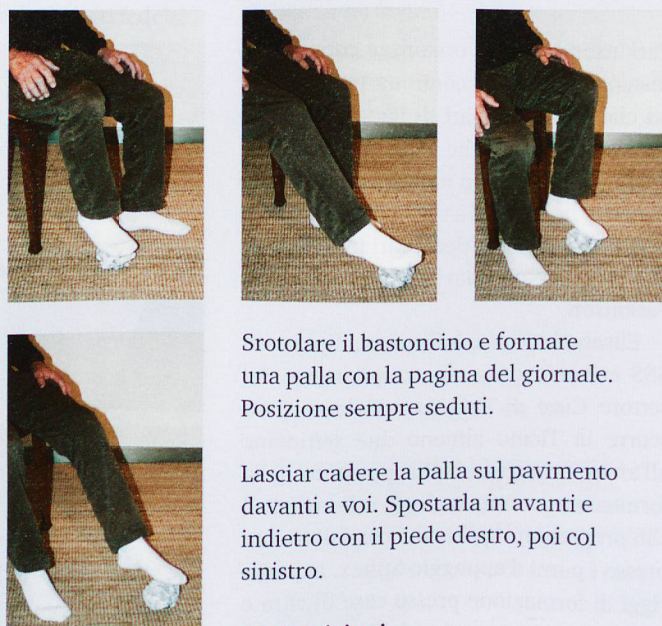 Srotolare il bastoncino e formare
una palla con la pagina del giornale.
Posizione sempre seduti.
Lasciar cadere la palla sul pavimento
davanti a voi. Spostarla in avanti e
indietro con il piede destro, poi col
sinistro.